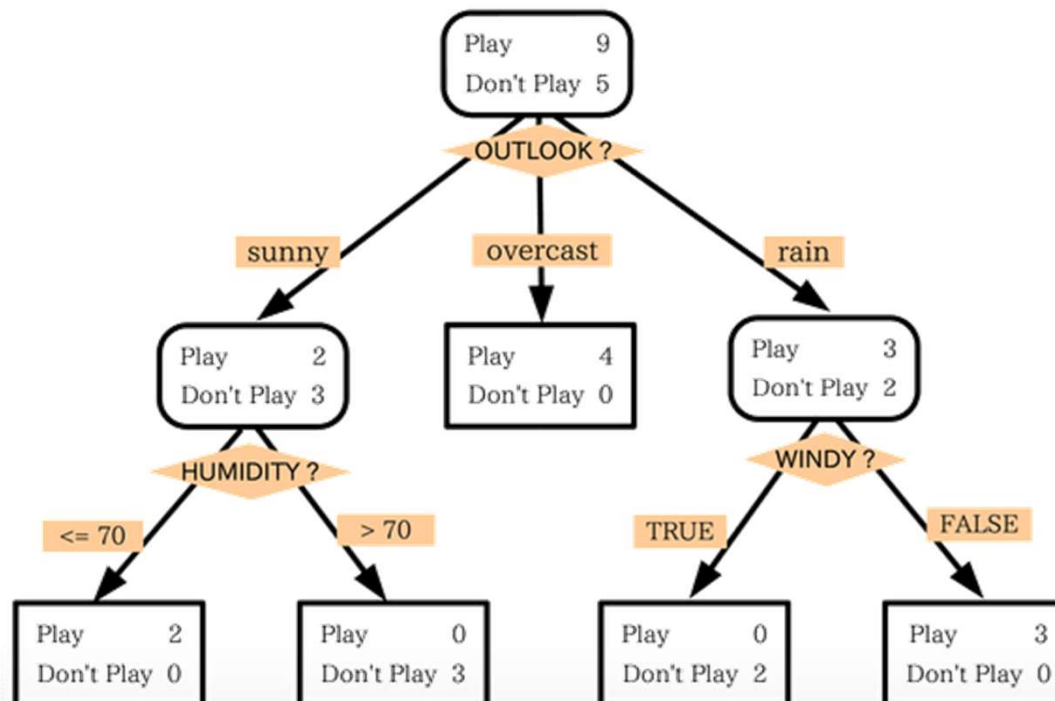 Play 9
Don't Play 5
OUTLOOK ?
sunny
overcast
rain
Play 2
Don't Play 3
Play 4
Don't Play 0
Play 3
Don't Play 2
HUMIDITY ?
WINDY ?
<= 70
> 70
TRUE
FALSE
Play 2
Don't Play 0
Play 0
Don't Play 3
Play 0
Don't Play 2
Play 3
Don't Play 0